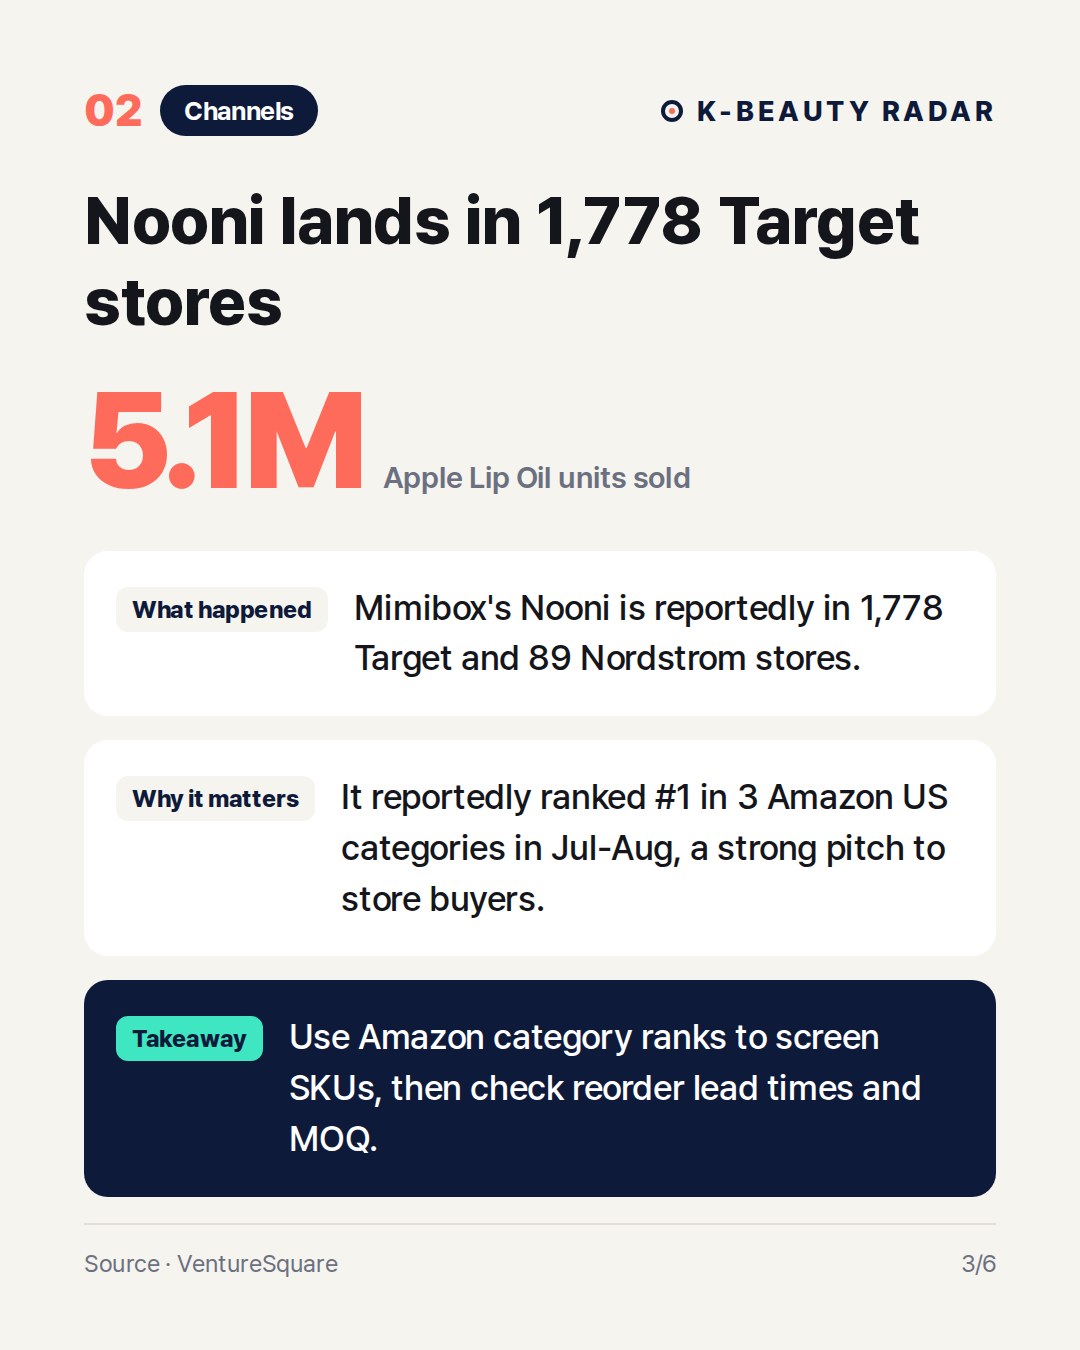 02 Channels
K-BEAUTY RADAR
Nooni lands in 1,778 Target
stores
5.1M Apple Lip Oil units sold
What happened
Mimibox's Nooni is reportedly in 1,778
Target and 89 Nordstrom stores.
Why it matters
It reportedly ranked #1 in 3 Amazon US
categories in Jul-Aug, a strong pitch to
store buyers.
Takeaway
Use Amazon category ranks to screen
SKUs, then check reorder lead times and
MOQ.
Source · VentureSquare
3/6